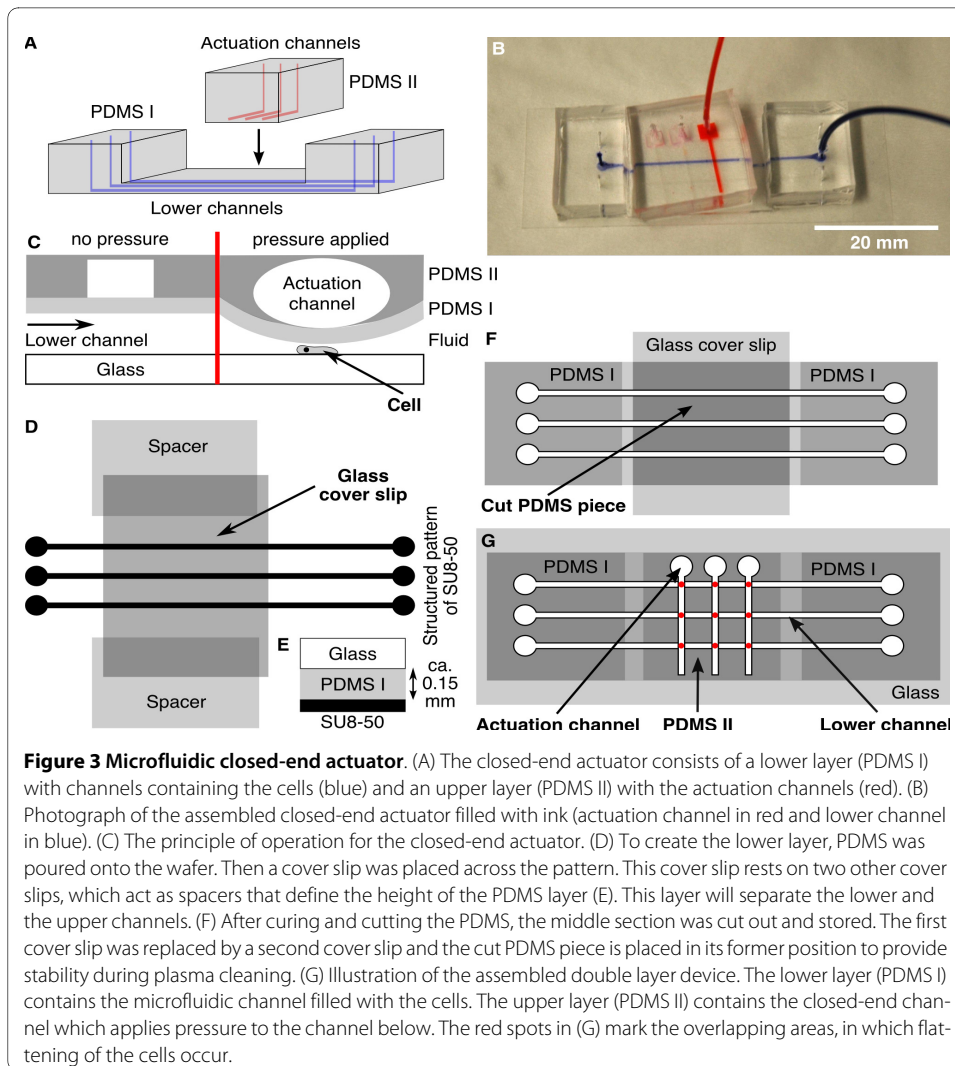 A
Actuation channels
PDMS II
PDMS I
Lower channels
B
20 mm
C
no pressure
pressure applied
Actuation
channel
PDMS II
PDMS I
Lower channel
Fluid
Glass
Cell
D
Spacer
Glass
cover slip
Structured pattern
of SU8-50
Spacer
E
Glass
PDMS I
SU8-50
ca.
0.15
mm
F
Glass cover slip
PDMS I
PDMS I
Cut PDMS piece
G
PDMS I
PDMS I
Glass
Actuation channel
PDMS II
Lower channel
Figure 3 Microfluidic closed-end actuator. (A) The closed-end actuator consists of a lower layer (PDMS I)
with channels containing the cells (blue) and an upper layer (PDMS II) with the actuation channels (red). (B)
Photograph of the assembled closed-end actuator filled with ink (actuation channel in red and lower channel
in blue). (C) The principle of operation for the closed-end actuator. (D) To create the lower layer, PDMS was
poured onto the wafer. Then a cover slip was placed across the pattern. This cover slip rests on two other cover
slips, which act as spacers that define the height of the PDMS layer (E). This layer will separate the lower and
the upper channels. (F) After curing and cutting the PDMS, the middle section was cut out and stored. The first
cover slip was replaced by a second cover slip and the cut PDMS piece is placed in its former position to provide
stability during plasma cleaning. (G) Illustration of the assembled double layer device. The lower layer (PDMS I)
contains the microfluidic channel filled with the cells. The upper layer (PDMS II) contains the closed-end chan-
nel which applies pressure to the channel below. The red spots in (G) mark the overlapping areas, in which flat-
tening of the cells occur.